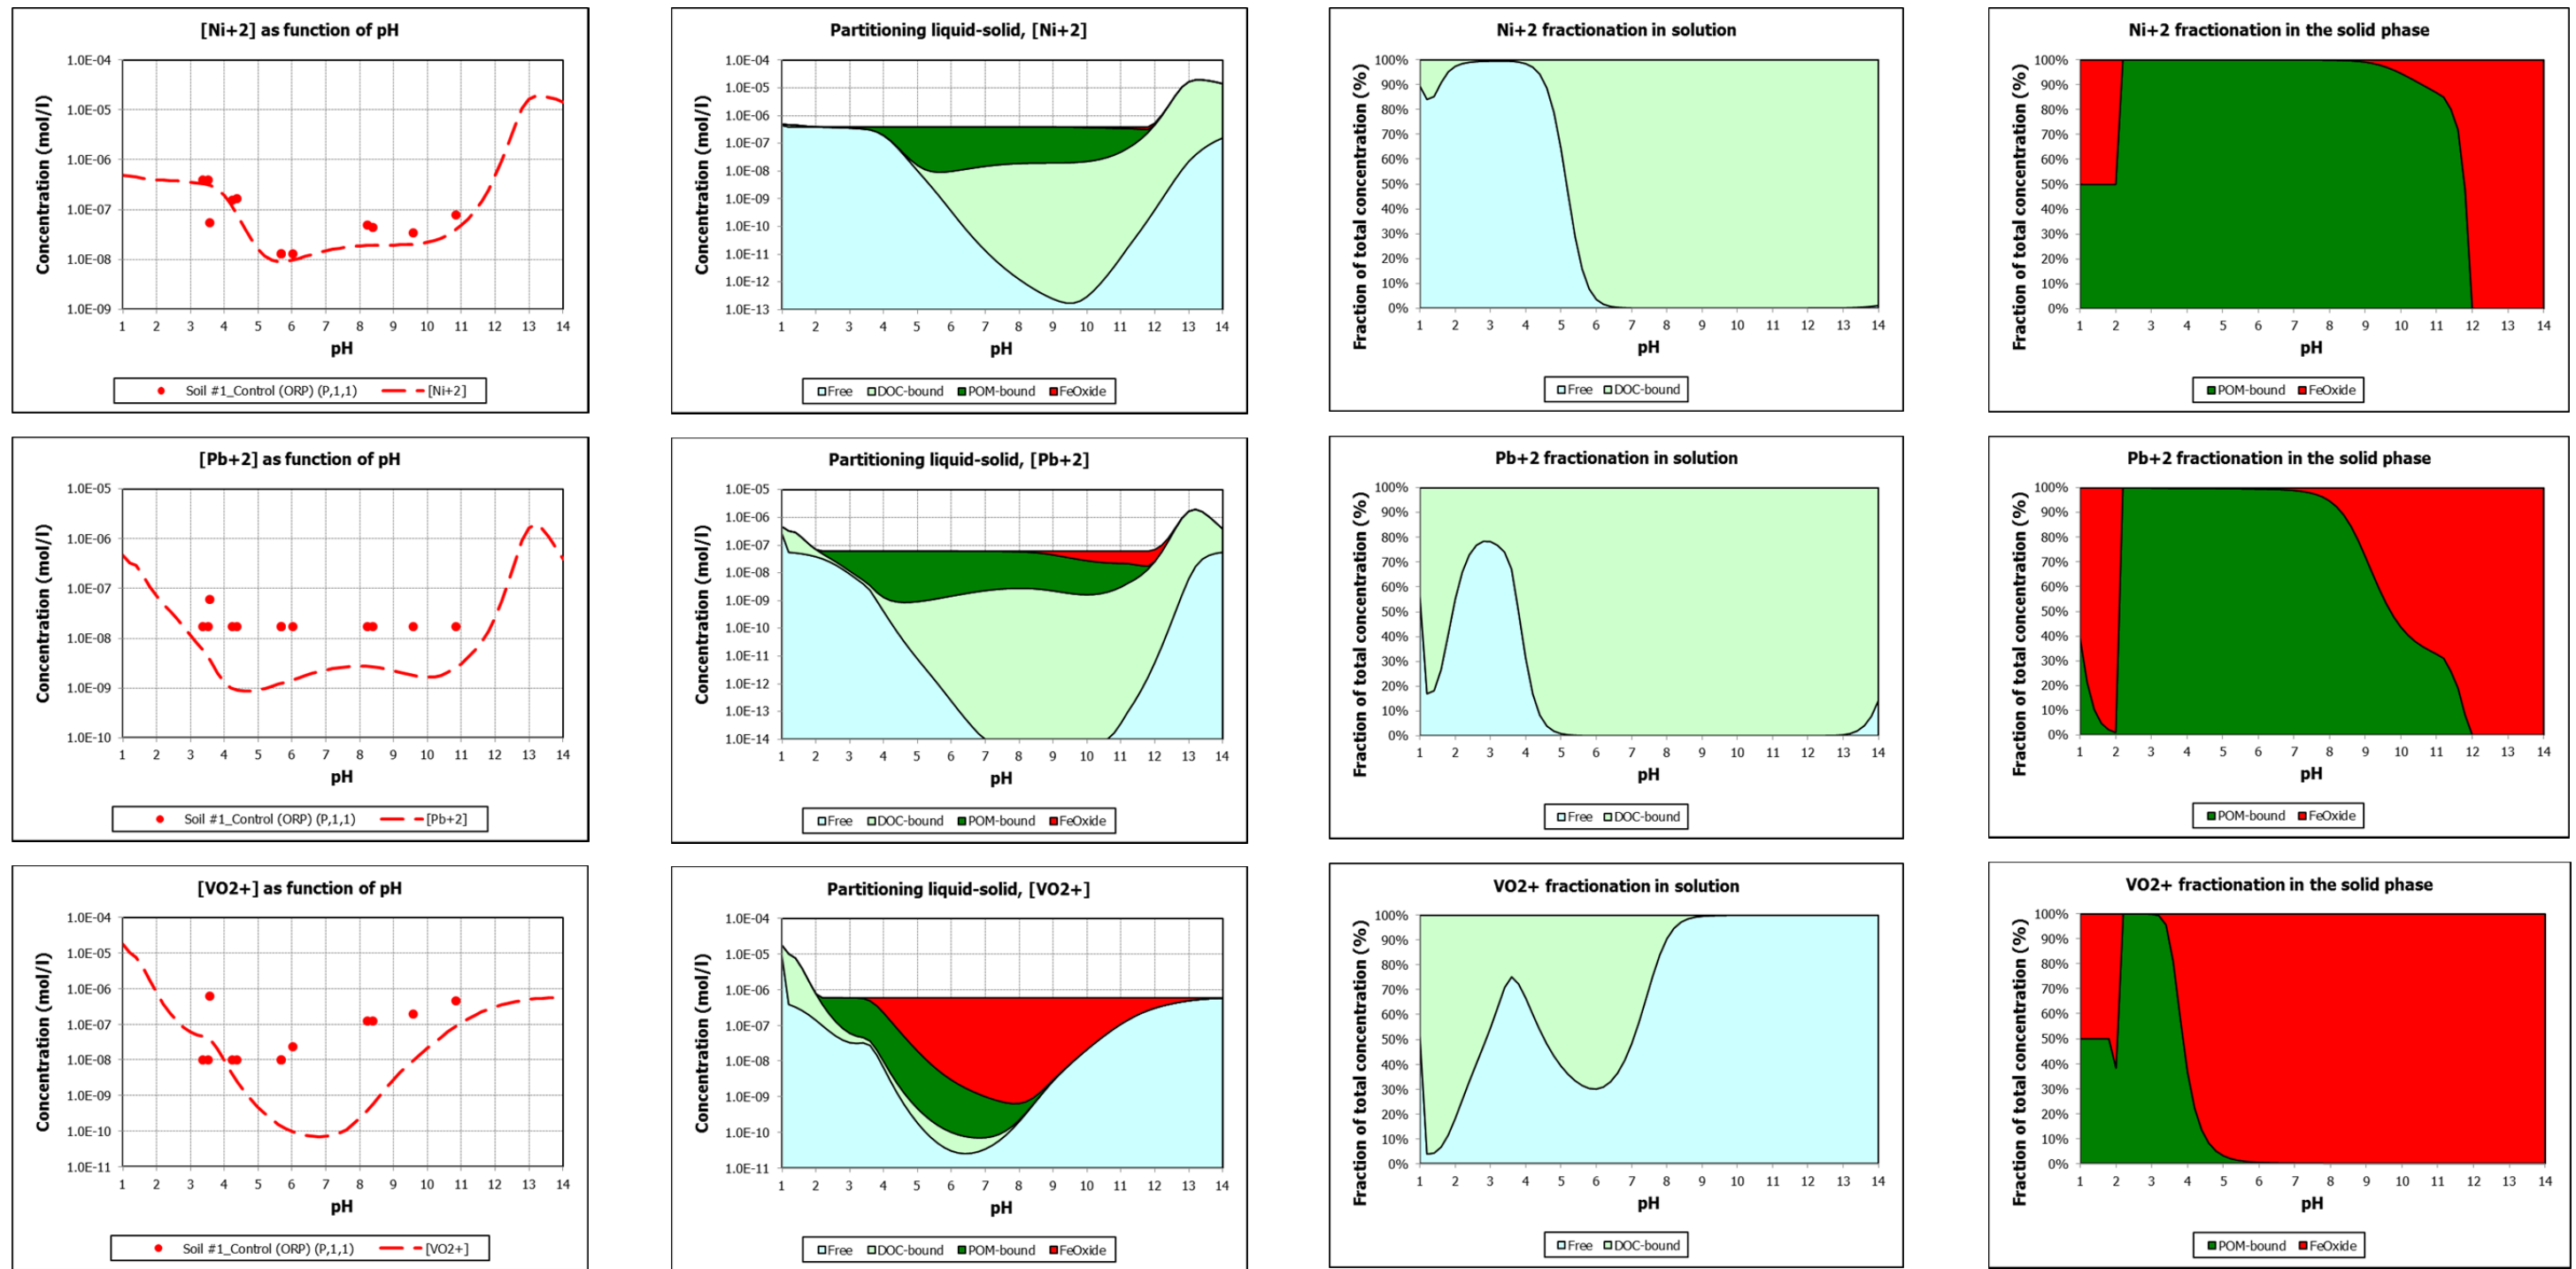 [Ni+2] as function of pH
Concentration (mol/l)
1.0E-04
1.0E-05
1.0E-06
1.0E-07
1.0E-08
1.0E-09
1 2 3 4 5 6 7 8 9 10 11 12 13 14
pH
Soil #1_Control (ORP) (P,1,1) [Ni+2]
Partitioning liquid-solid, [Ni+2]
Concentration (mol/l)
1.0E-04
1.0E-05
1.0E-06
1.0E-07
1.0E-08
1.0E-09
1.0E-10
1.0E-11
1.0E-12
1.0E-13
1 2 3 4 5 6 7 8 9 10 11 12 13 14
pH
Free DOC-bound POM-bound FeOxide
Ni+2 fractionation in solution
Fraction of total concentration (%)
100%
90%
80%
70%
60%
50%
40%
30%
20%
10%
0%
1 2 3 4 5 6 7 8 9 10 11 12 13 14
pH
Free DOC-bound
Ni+2 fractionation in the solid phase
Fraction of total concentration (%)
100%
90%
80%
70%
60%
50%
40%
30%
20%
10%
0%
1 2 3 4 5 6 7 8 9 10 11 12 13 14
pH
POM-bound FeOxide
[Pb+2] as function of pH
Concentration (mol/l)
1.0E-05
1.0E-06
1.0E-07
1.0E-08
1.0E-09
1.0E-10
1 2 3 4 5 6 7 8 9 10 11 12 13 14
pH
Soil #1_Control (ORP) (P,1,1) [Pb+2]
Partitioning liquid-solid, [Pb+2]
Concentration (mol/l)
1.0E-05
1.0E-06
1.0E-07
1.0E-08
1.0E-09
1.0E-10
1.0E-11
1.0E-12
1.0E-13
1.0E-14
1 2 3 4 5 6 7 8 9 10 11 12 13 14
pH
Free DOC-bound POM-bound FeOxide
Pb+2 fractionation in solution
Fraction of total concentration (%)
100%
90%
80%
70%
60%
50%
40%
30%
20%
10%
0%
1 2 3 4 5 6 7 8 9 10 11 12 13 14
pH
Free DOC-bound
Pb+2 fractionation in the solid phase
Fraction of total concentration (%)
100%
90%
80%
70%
60%
50%
40%
30%
20%
10%
0%
1 2 3 4 5 6 7 8 9 10 11 12 13 14
pH
POM-bound FeOxide
[VO2+] as function of pH
Concentration (mol/l)
1.0E-04
1.0E-05
1.0E-06
1.0E-07
1.0E-08
1.0E-09
1.0E-10
1.0E-11
1 2 3 4 5 6 7 8 9 10 11 12 13 14
pH
Soil #1_Control (ORP) (P,1,1) [VO2+]
Partitioning liquid-solid, [VO2+]
Concentration (mol/l)
1.0E-04
1.0E-05
1.0E-06
1.0E-07
1.0E-08
1.0E-09
1.0E-10
1.0E-11
1 2 3 4 5 6 7 8 9 10 11 12 13 14
pH
Free DOC-bound POM-bound FeOxide
VO2+ fractionation in solution
Fraction of total concentration (%)
100%
90%
80%
70%
60%
50%
40%
30%
20%
10%
0%
1 2 3 4 5 6 7 8 9 10 11 12 13 14
pH
Free DOC-bound
VO2+ fractionation in the solid phase
Fraction of total concentration (%)
100%
90%
80%
70%
60%
50%
40%
30%
20%
10%
0%
1 2 3 4 5 6 7 8 9 10 11 12 13 14
pH
POM-bound FeOxide